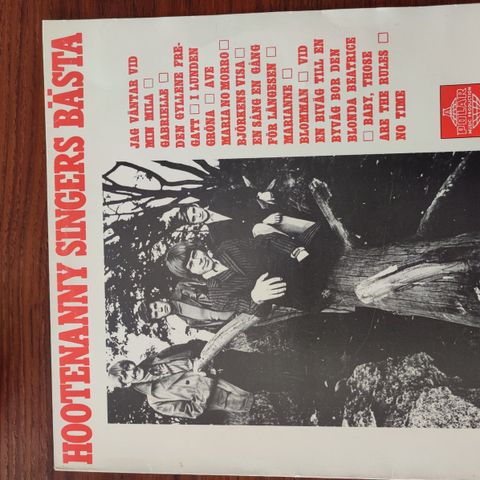 HOOTENANNY SINGERS BÄSTA
JAG VÄNTAR VID
MIN MILA □
GABRIELLE □
DEN GYLLENE FRE-
GATT □ I LUNDEN
GRÖNA □ AVE
MARIA NO MORRO □
BJÖRKENS VISA □
EN SÅNG EN GÅNG
FÖR LÄNGESEN □
MARIANNE □
BLOMMAN □ VID
EN BIVÄG TILL EN
BYVÄG BOR DEN
BLONDA BEATRICE
□ BABY, THOSE
ARE THE RULES □
NO TIME
A
POLAR
MUSIC PRODUCTION